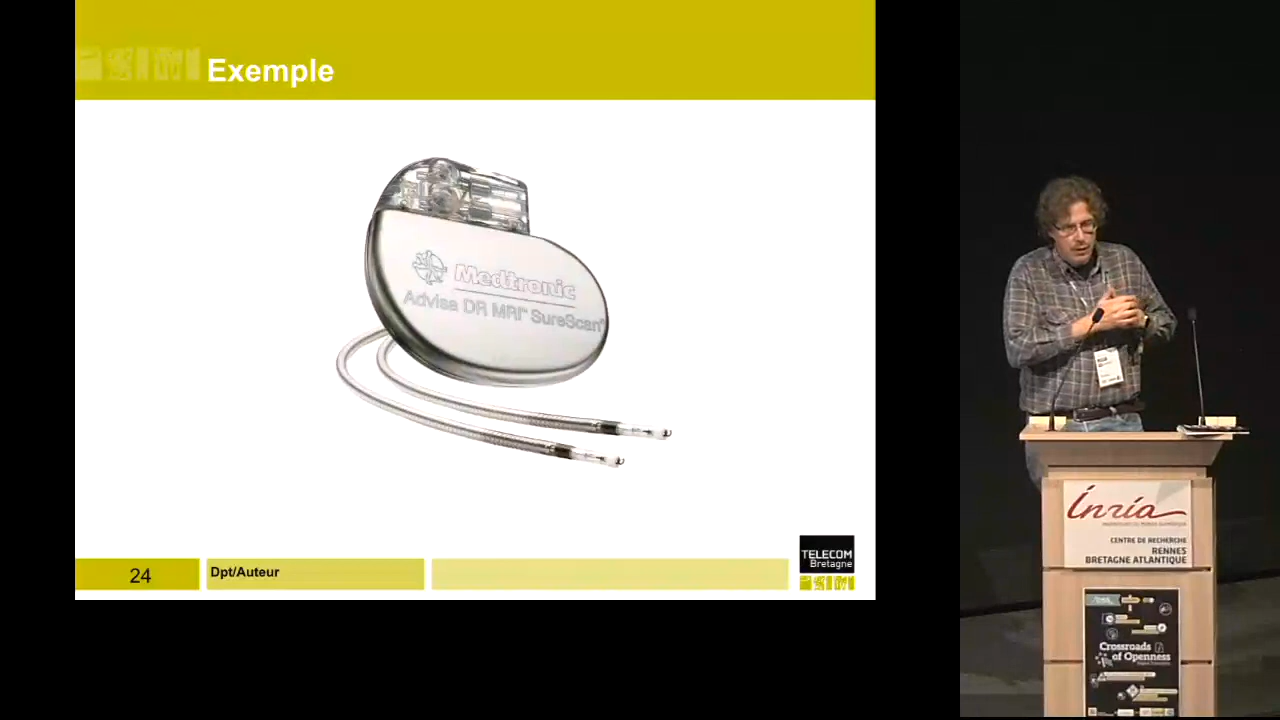 Exemple
Medtronic
Advisa DR MRI™ SureScan®
24
Dpt/Auteur
TELECOM
Bretagne
Inria
CENTRE DE RECHERCHE
RENNES
BRETAGNE ATLANTIQUE
Crossroads
of Openness